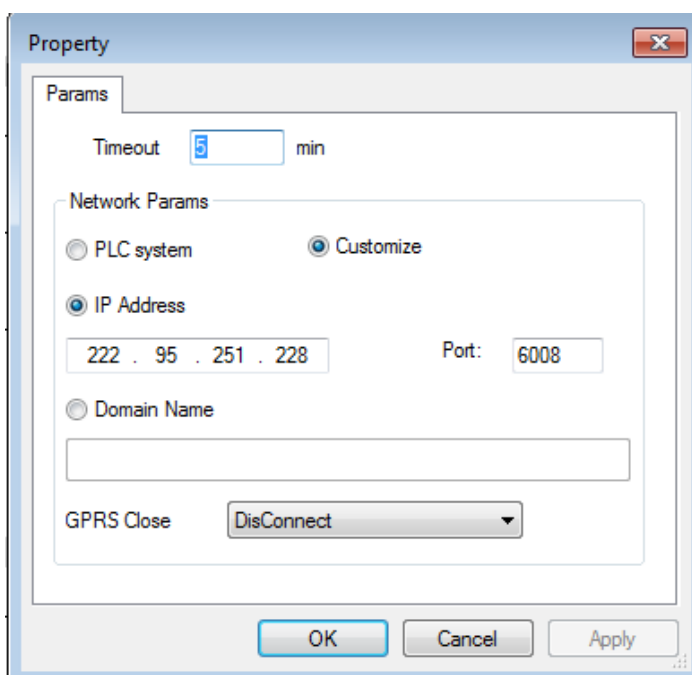 Property
Params
Timeout 5 min
Network Params
PLC system Customize
IP Address
222 . 95 . 251 . 228 Port: 6008
Domain Name
GPRS Close DisConnect
OK Cancel Apply